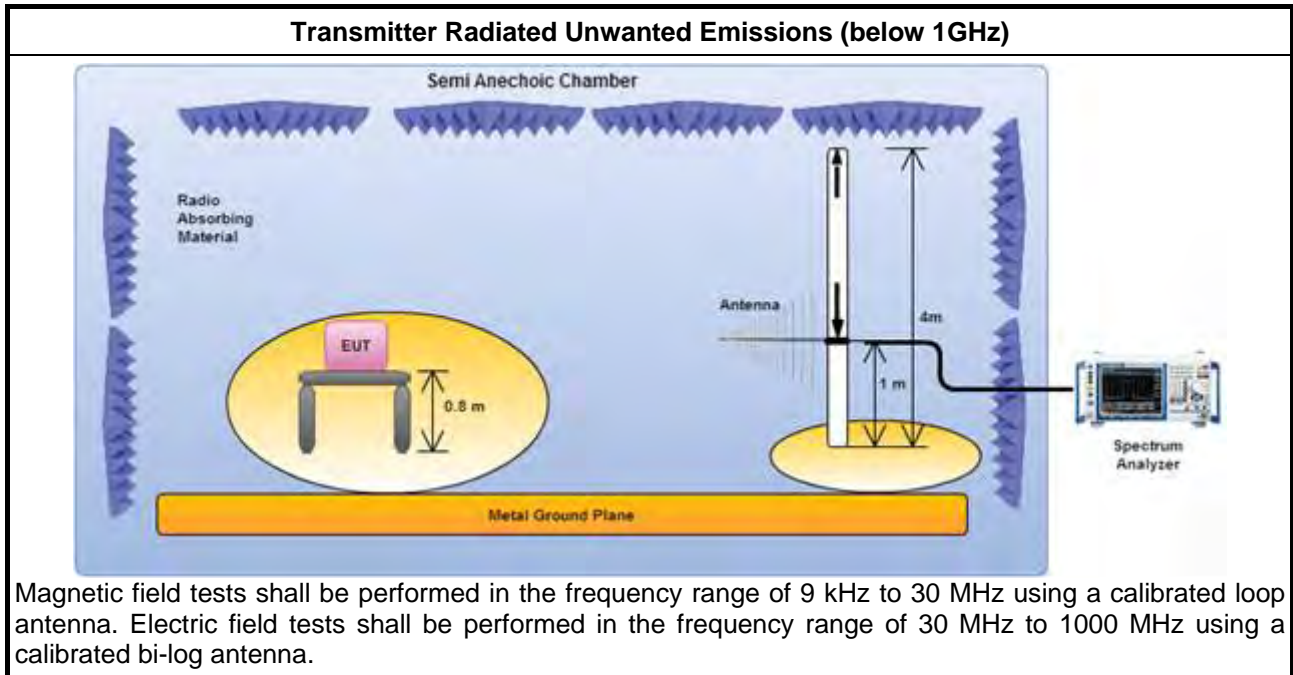 Transmitter Radiated Unwanted Emissions (below 1GHz)
Semi Anechoic Chamber
Radio
Absorbing
Material
Antenna
4m
EUT
1 m
0.8 m
Spectrum
Analyzer
Metal Ground Plane
Magnetic field tests shall be performed in the frequency range of 9 kHz to 30 MHz using a calibrated loop
antenna. Electric field tests shall be performed in the frequency range of 30 MHz to 1000 MHz using a
calibrated bi-log antenna.